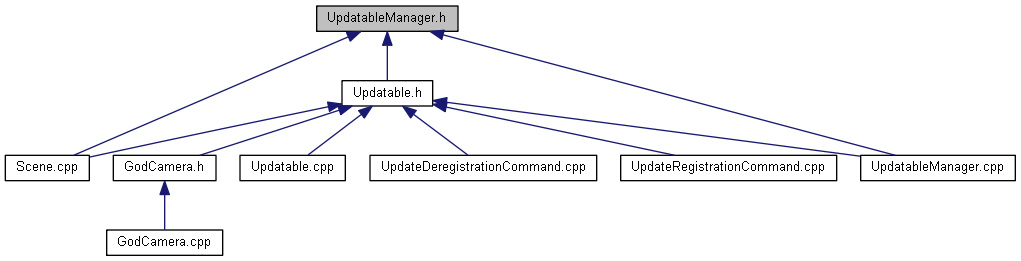 UpdatableManager.h
Updatable.h
Scene.cpp
GodCamera.h
Updatable.cpp
UpdateDeregistrationCommand.cpp
UpdateRegistrationCommand.cpp
UpdatableManager.cpp
GodCamera.cpp